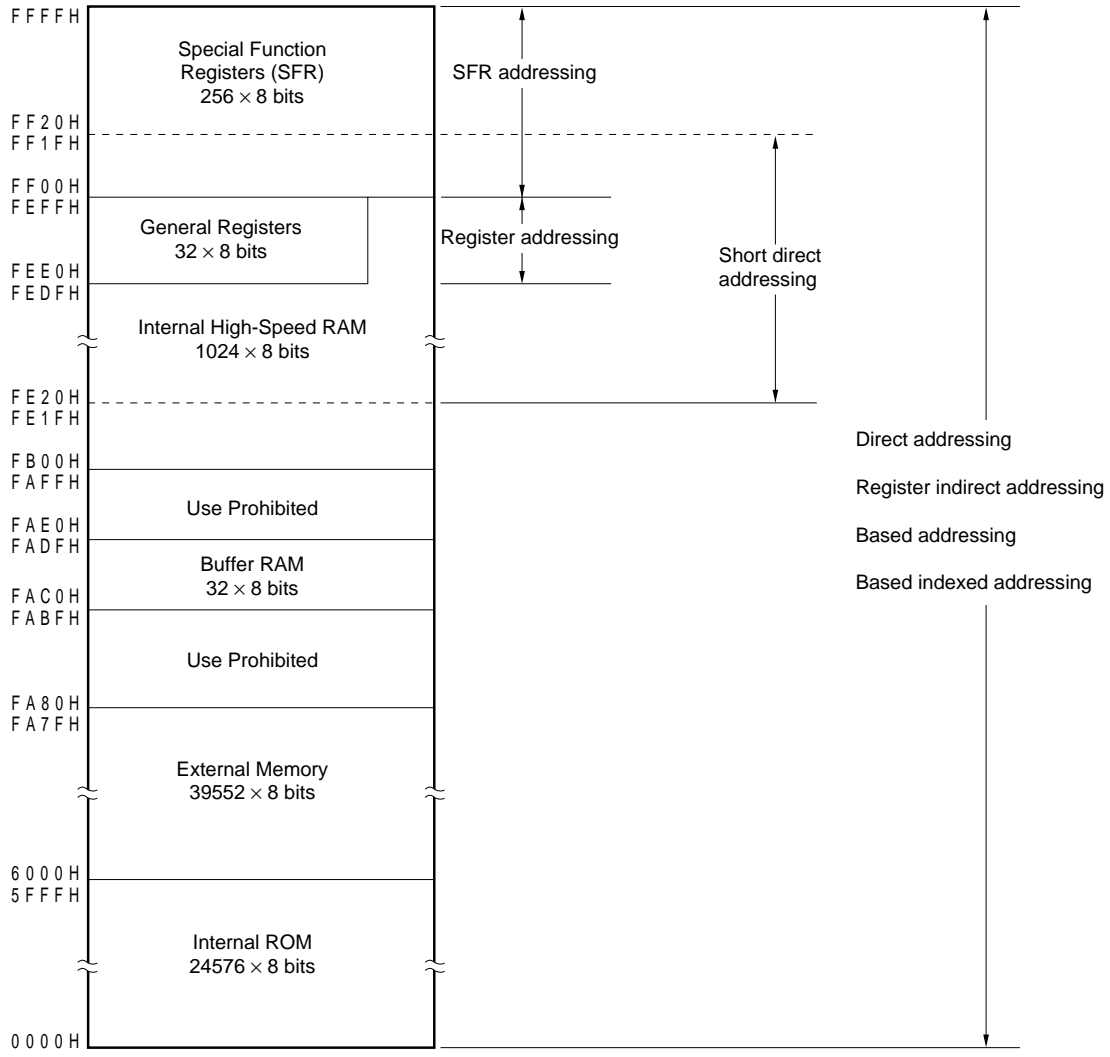 FFFFH
Special Function
Registers (SFR)
256 × 8 bits
SFR addressing
FF20H
FF1FH
FF00H
FEFFH
General Registers
32 × 8 bits
Register addressing
Short direct
addressing
FEE0H
FEDFH
Internal High-Speed RAM
1024 × 8 bits
FE20H
FE1FH
Direct addressing
Register indirect addressing
Based addressing
Based indexed addressing
FB00H
FAFFH
Use Prohibited
FAE0H
FADFH
Buffer RAM
32 × 8 bits
FAC0H
FABFH
Use Prohibited
FA80H
FA7FH
External Memory
39552 × 8 bits
6000H
5FFFH
Internal ROM
24576 × 8 bits
0000H